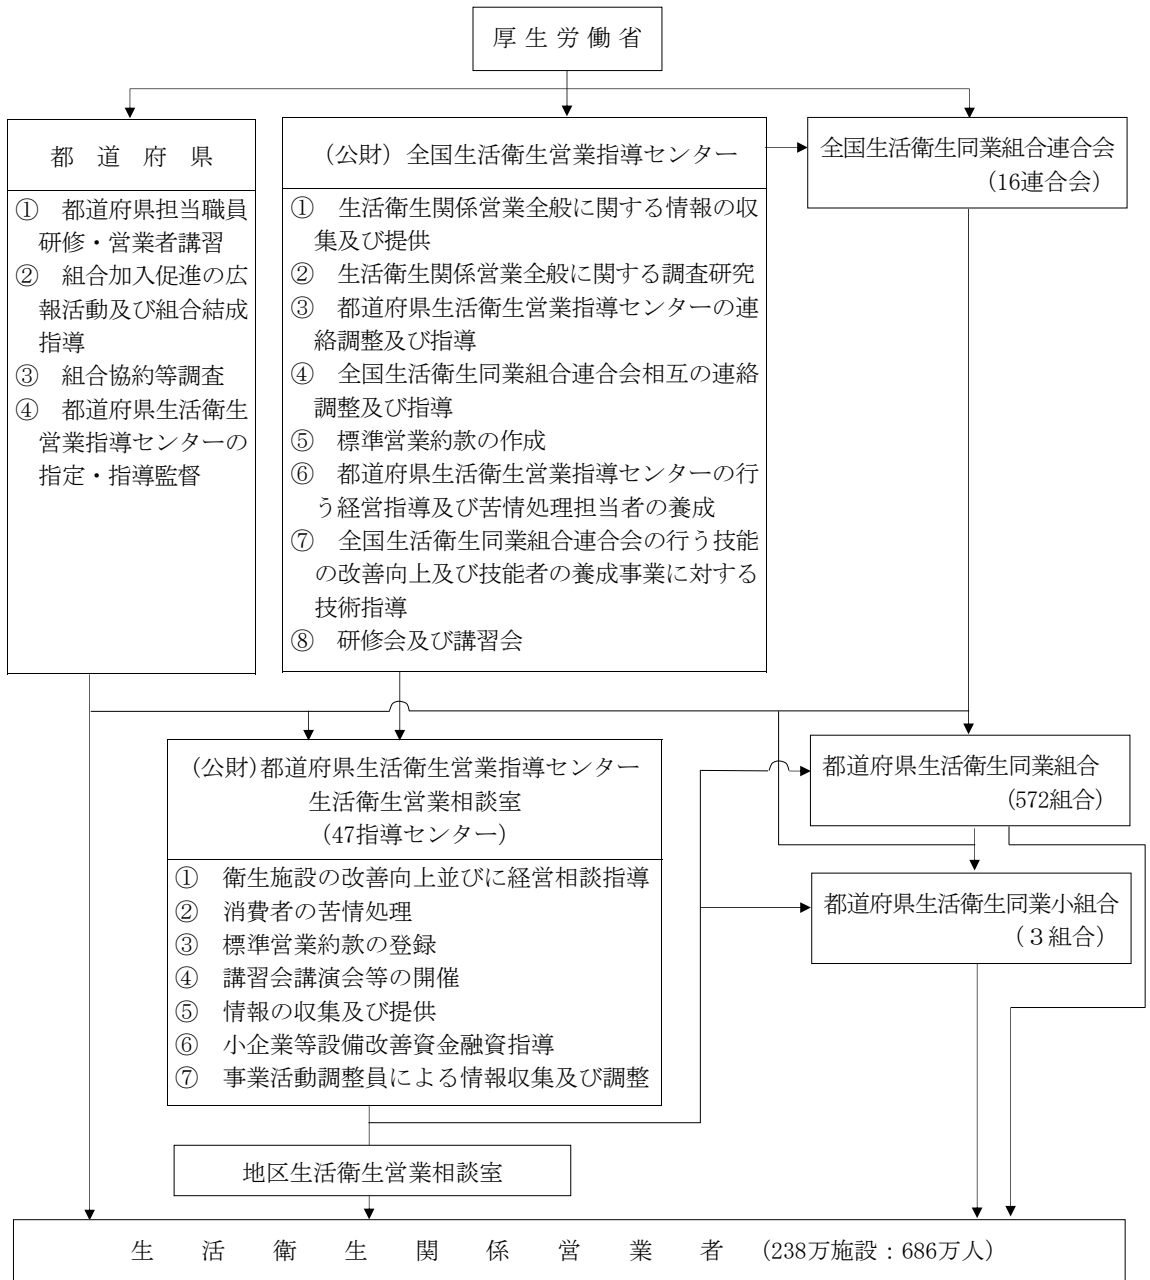 厚生労働省
都道府県
① 都道府県担当職員
研修・営業者講習
② 組合加入促進の広
報活動及び組合結成
指導
③ 組合協約等調査
④ 都道府県生活衛生
営業指導センターの
指定・指導監督
(公財) 全国生活衛生営業指導センター
① 生活衛生関係営業全般に関する情報の収
集及び提供
② 生活衛生関係営業全般に関する調査研究
③ 都道府県生活衛生営業指導センターの連
絡調整及び指導
④ 全国生活衛生同業組合連合会相互の連絡
調整及び指導
⑤ 標準営業約款の作成
⑥ 都道府県生活衛生営業指導センターの行
う経営指導及び苦情処理担当者の養成
⑦ 全国生活衛生同業組合連合会の行う技能
の改善向上及び技能者の養成事業に対する
技術指導
⑧ 研修会及び講習会
全国生活衛生同業組合連合会
(16連合会)
(公財)都道府県生活衛生営業指導センター
生活衛生営業相談室
(47指導センター)
① 衛生施設の改善向上並びに経営相談指導
② 消費者の苦情処理
③ 標準営業約款の登録
④ 講習会講演会等の開催
⑤ 情報の収集及び提供
⑥ 小企業等設備改善資金融資指導
⑦ 事業活動調整員による情報収集及び調整
都道府県生活衛生同業組合
(572組合)
都道府県生活衛生同業小組合
(3組合)
地区生活衛生営業相談室
生活衛生関係営業者 (238万施設：686万人)